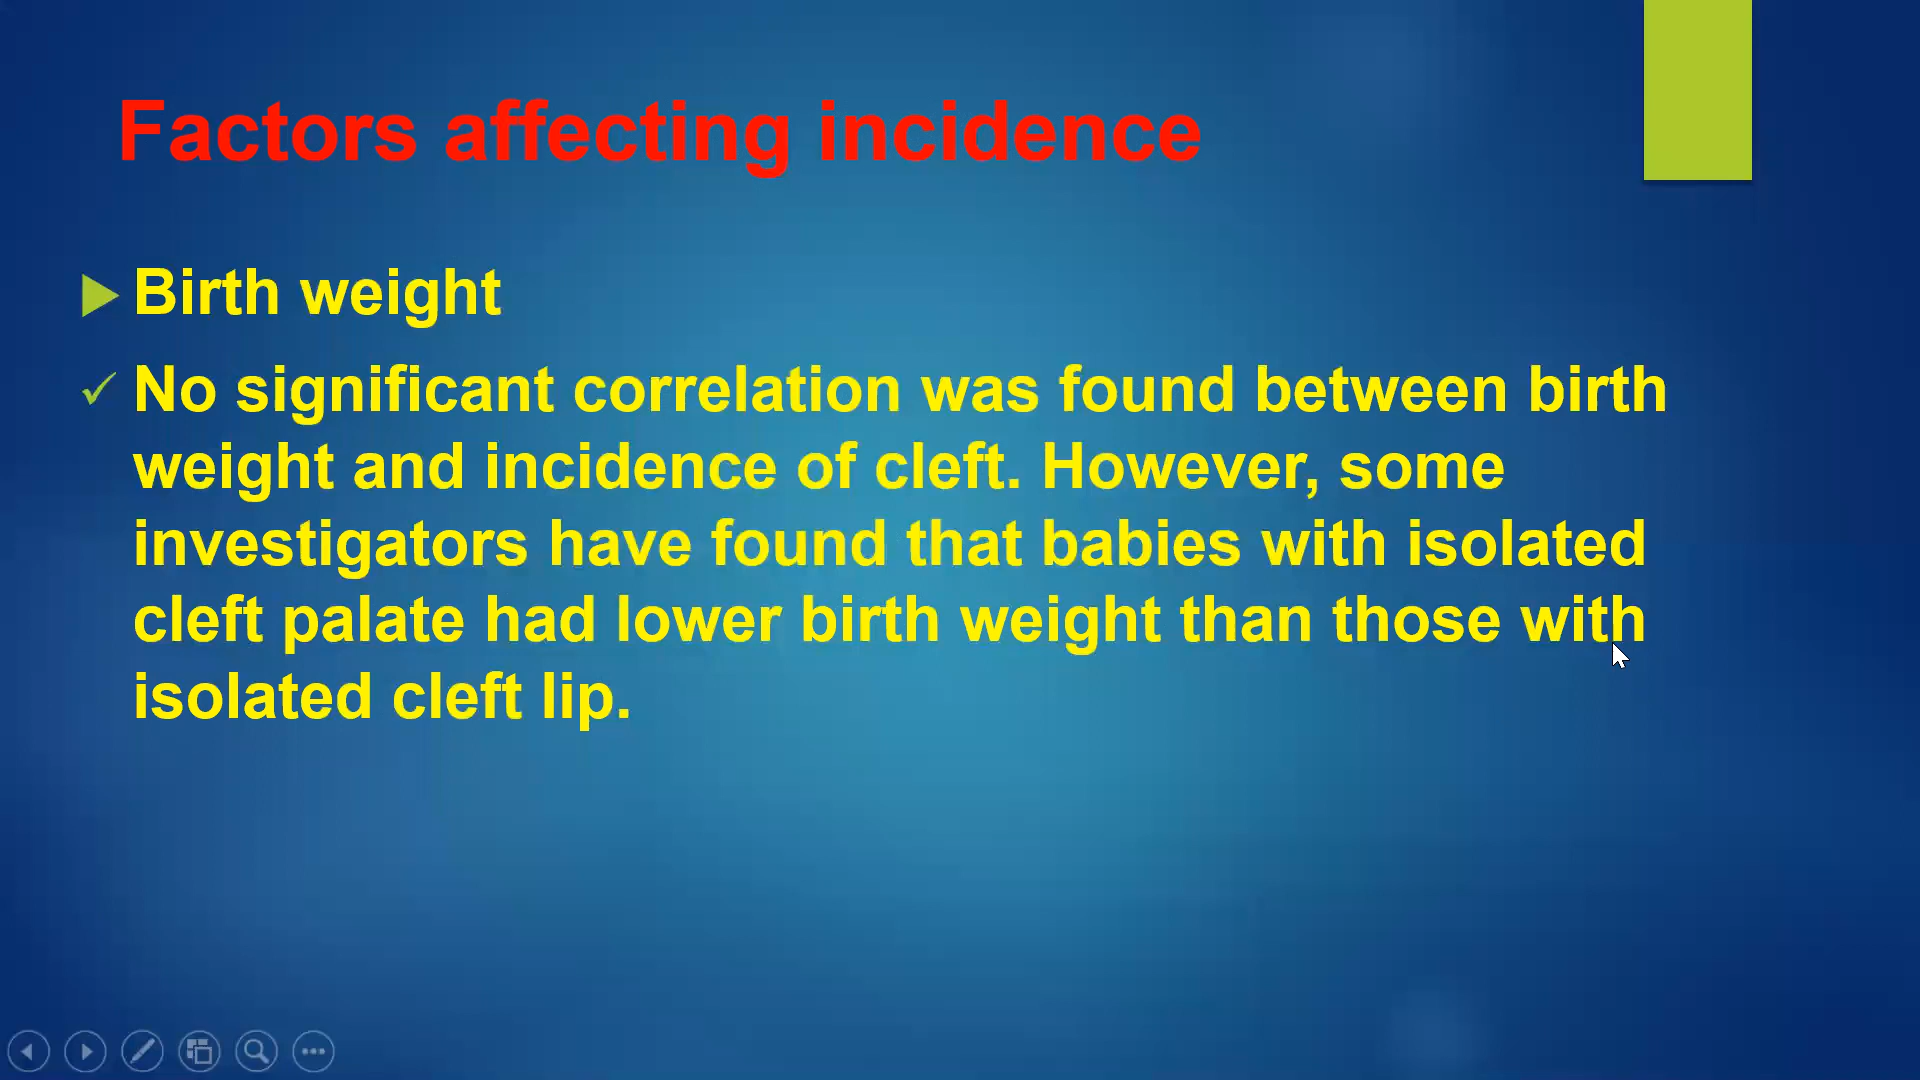 Factors affecting incidence
Birth weight
No significant correlation was found between birth
weight and incidence of cleft. However, some
investigators have found that babies with isolated
cleft palate had lower birth weight than those with
isolated cleft lip.